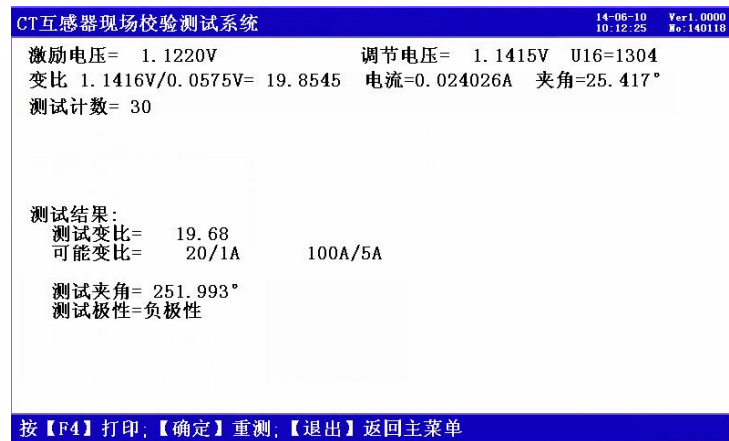 CT互感器现场校验测试系统 14-06-10 Ver1.0000
10:12:25 No:140118
激励电压= 1.1220V 调节电压= 1.1415V U16=1304
变比 1.1416V/0.0575V= 19.8545 电流=0.024026A 夹角=25.417°
测试计数= 30
测试结果:
测试变比= 19.68
可能变比= 20/1A 100A/5A
测试夹角= 251.993°
测试极性=负极性
按【F4】打印;【确定】重测;【退出】返回主菜单